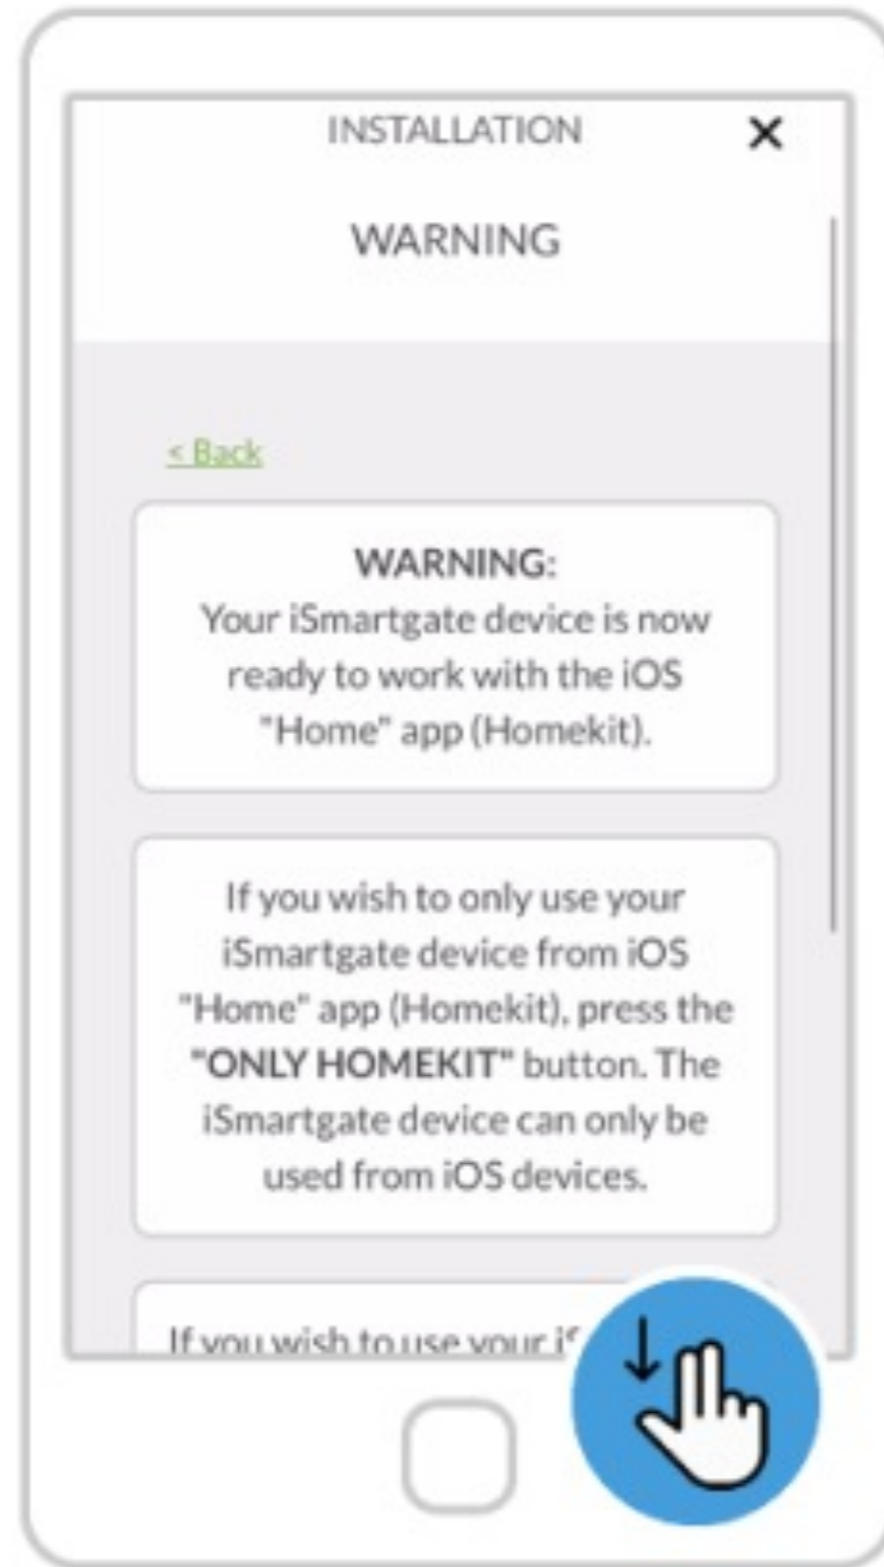 INSTALLATION
WARNING
< Back
WARNING:
Your iSmartgate device is now
ready to work with the iOS
"Home" app (Homekit).
If you wish to only use your
iSmartgate device from iOS
"Home" app (Homekit), press the
"ONLY HOMEKIT" button. The
iSmartgate device can only be
used from iOS devices.
If you wish to use your